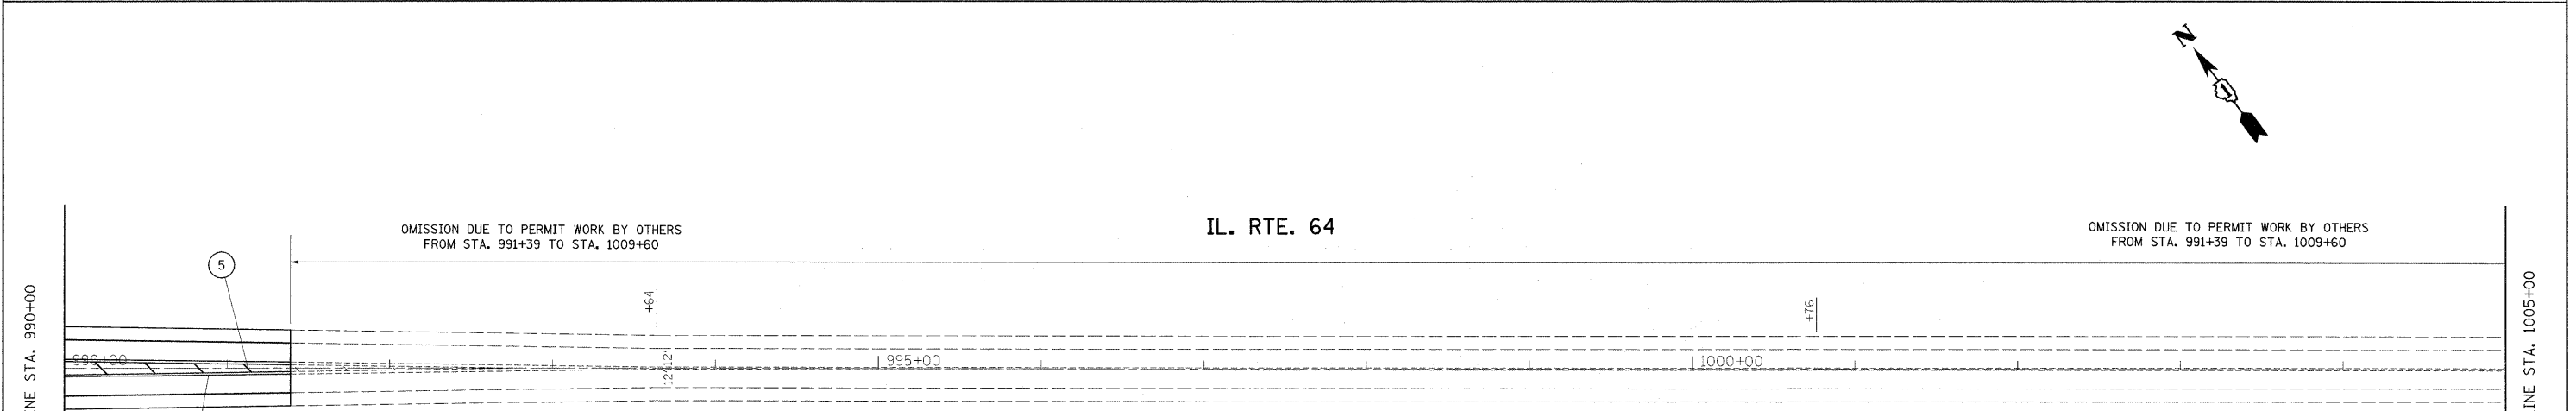 N
OMISSION DUE TO PERMIT WORK BY OTHERS
FROM STA. 991+39 TO STA. 1009+60
IL. RTE. 64
OMISSION DUE TO PERMIT WORK BY OTHERS
FROM STA. 991+39 TO STA. 1009+60
5
+64
+76
INE STA. 990+00
INE STA. 1005+00
990+00
995+00
1000+00
12' 12'